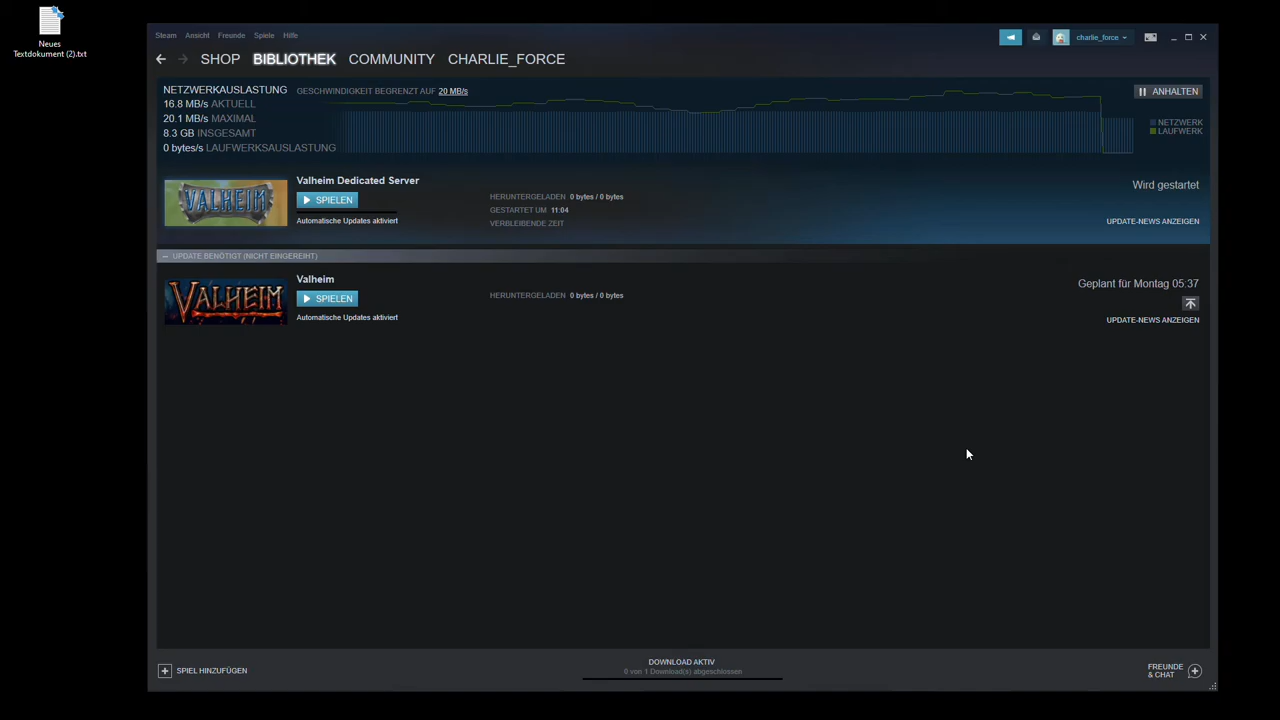 Neues
Textdokument (2).txt
Steam Ansicht Freunde Spiele Hilfe
charlie_force
SHOP BIBLIOTHEK COMMUNITY CHARLIE_FORCE
NETZWERKAUSLASTUNG GESCHWINDIGKEIT BEGRENZT AUF 20 MB/s
16.8 MB/s AKTUELL
20.1 MB/s MAXIMAL
8.3 GB INSGESAMT
0 bytes/s LAUFWERKSAUSLASTUNG
ANHALTEN
NETZWERK
LAUFWERK
VALHEIM
Valheim Dedicated Server
SPIELEN
Automatische Updates aktiviert
HERUNTERGELADEN 0 bytes / 0 bytes
GESTARTET UM 11:04
VERBLEIBENDE ZEIT
Wird gestartet
UPDATE-NEWS ANZEIGEN
UPDATE BENÖTIGT (NICHT EINGEREIHT)
VALHEIM
Valheim
SPIELEN
Automatische Updates aktiviert
HERUNTERGELADEN 0 bytes / 0 bytes
Geplant für Montag 05:37
UPDATE-NEWS ANZEIGEN
SPIEL HINZUFÜGEN
DOWNLOAD AKTIV
0 von 1 Download(s) abgeschlossen
FREUNDE
& CHAT